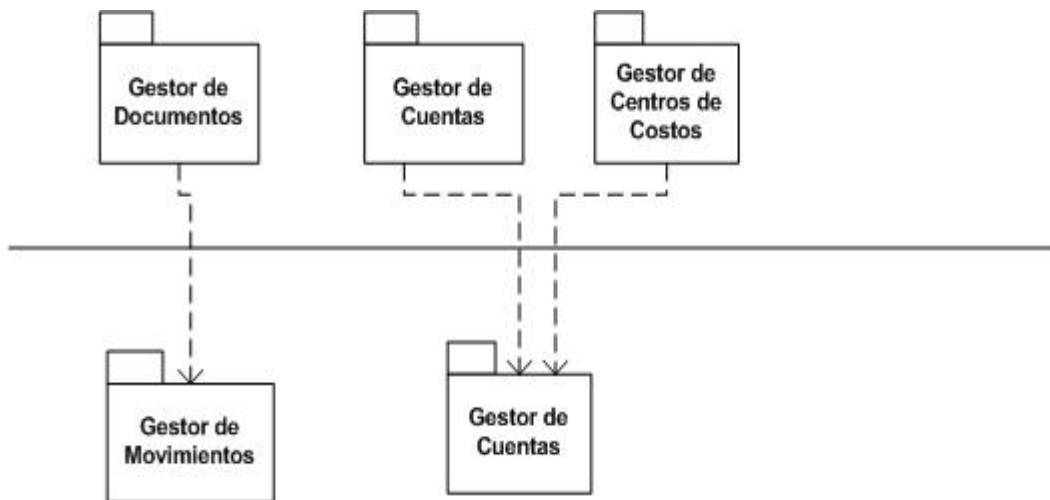 Gestor de
Documentos
Gestor de
Cuentas
Gestor de
Centros de
Costos
Gestor de
Movimientos
Gestor de
Cuentas